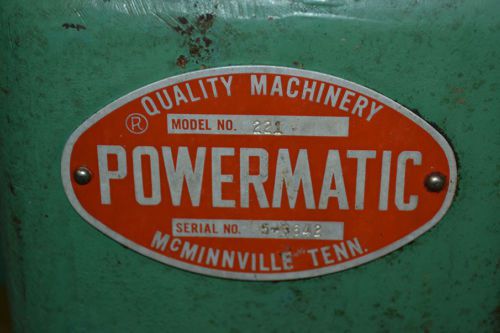 QUALITY MACHINERY
®
MODEL NO. 221
POWERMATIC
SERIAL NO.
MCMINNVILLE TENN.